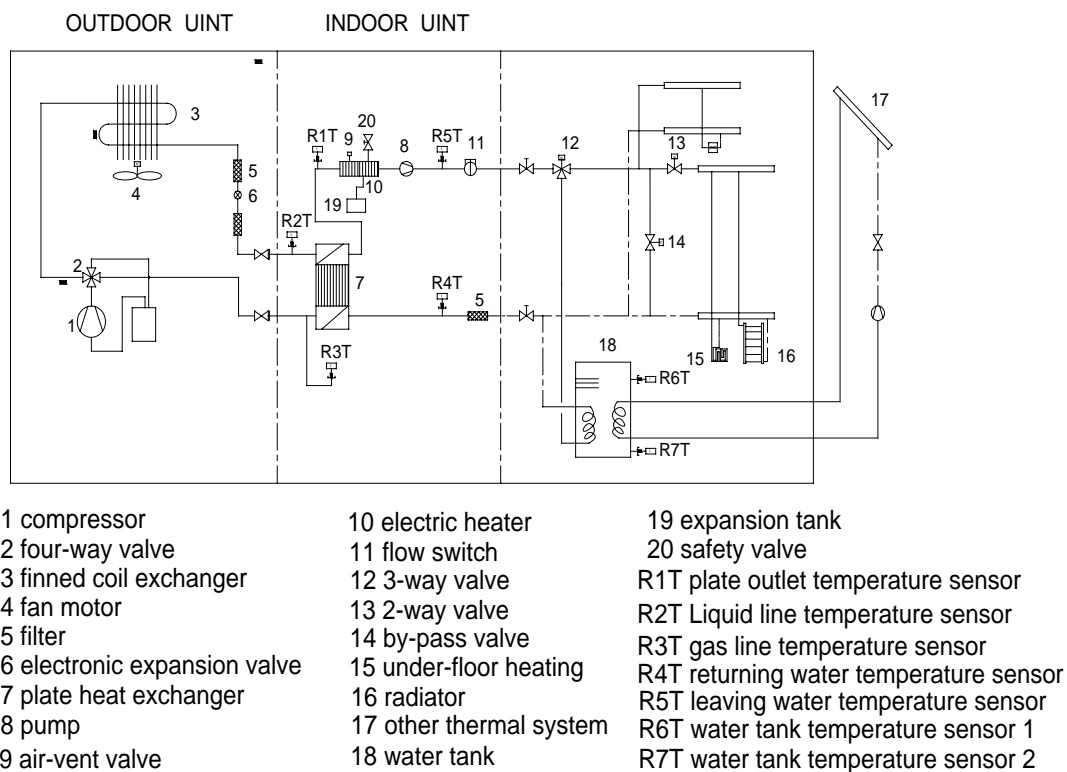 OUTDOOR UINT
INDOOR UINT
3
4
5
6
2
1
R1T
9
20
8
R5T
11
10
19
R2T
7
R4T
5
R3T
12
13
14
17
15
16
18
R6T
R7T
1 compressor
2 four-way valve
3 finned coil exchanger
4 fan motor
5 filter
6 electronic expansion valve
7 plate heat exchanger
8 pump
9 air-vent valve
10 electric heater
11 flow switch
12 3-way valve
13 2-way valve
14 by-pass valve
15 under-floor heating
16 radiator
17 other thermal system
18 water tank
19 expansion tank
20 safety valve
R1T plate outlet temperature sensor
R2T Liquid line temperature sensor
R3T gas line temperature sensor
R4T returning water temperature sensor
R5T leaving water temperature sensor
R6T water tank temperature sensor 1
R7T water tank temperature sensor 2